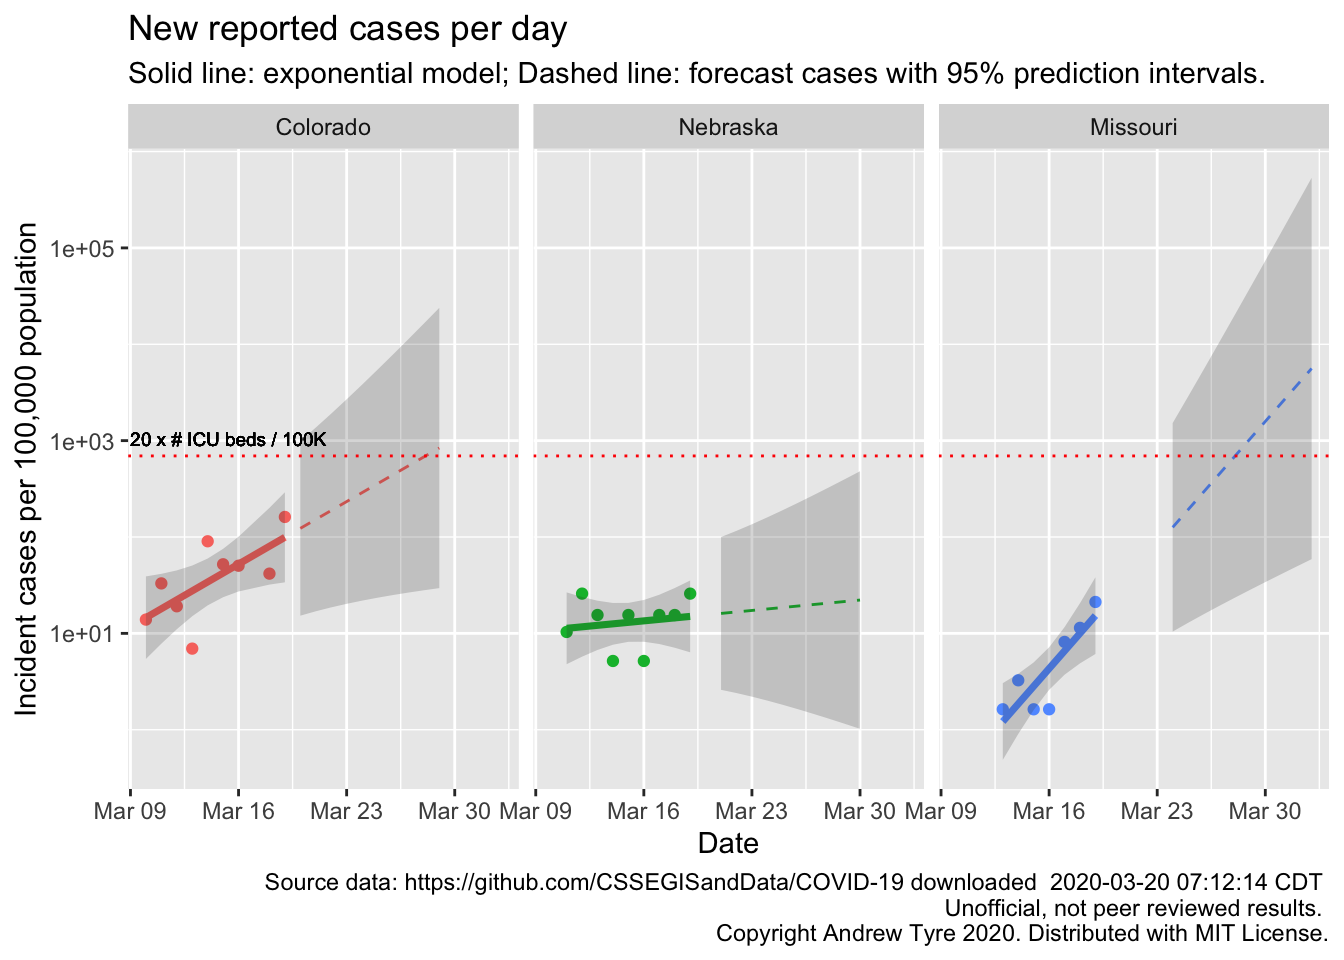 New reported cases per day
Solid line: exponential model; Dashed line: forecast cases with 95% prediction intervals.
Colorado Nebraska Missouri
Incident cases per 100,000 population
1e+05
1e+03
1e+01
20 x # ICU beds / 100K
Mar 09 Mar 16 Mar 23 Mar 30 Mar 09 Mar 16 Mar 23 Mar 30 Mar 09 Mar 16 Mar 23 Mar 30
Date
Source data: https://github.com/CSSEGISandData/COVID-19 downloaded  2020-03-20 07:12:14 CDT
Unofficial, not peer reviewed results.
Copyright Andrew Tyre 2020. Distributed with MIT License.